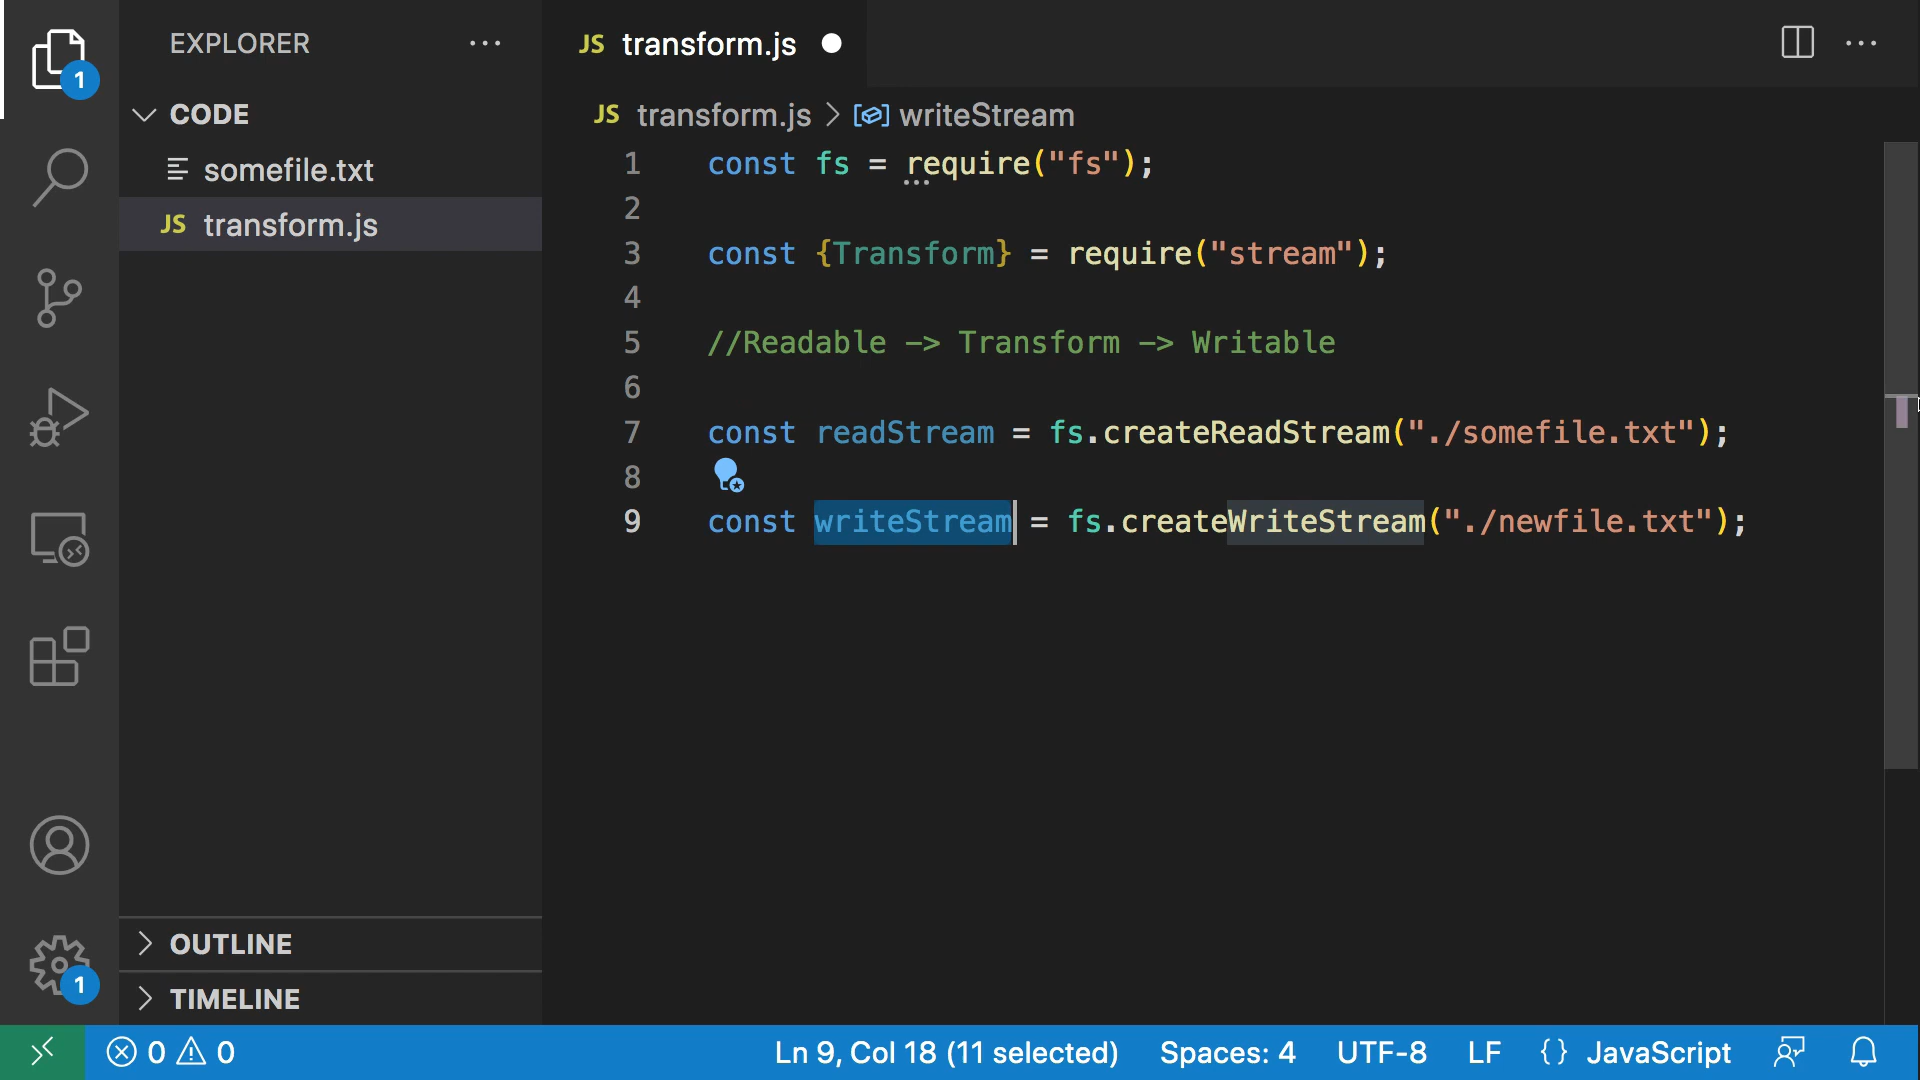 EXPLORER
JS transform.js
CODE
JS transform.js > writeStream
somefile.txt
JS transform.js
1 const fs = require("fs");
2
3 const {Transform} = require("stream");
4
5 //Readable -> Transform -> Writable
6
7 const readStream = fs.createReadStream("./somefile.txt");
8
9 const writeStream = fs.createWriteStream("./newfile.txt");
1
OUTLINE
1
TIMELINE
0 0 Ln 9, Col 18 (11 selected) Spaces: 4 UTF-8 LF {} JavaScript